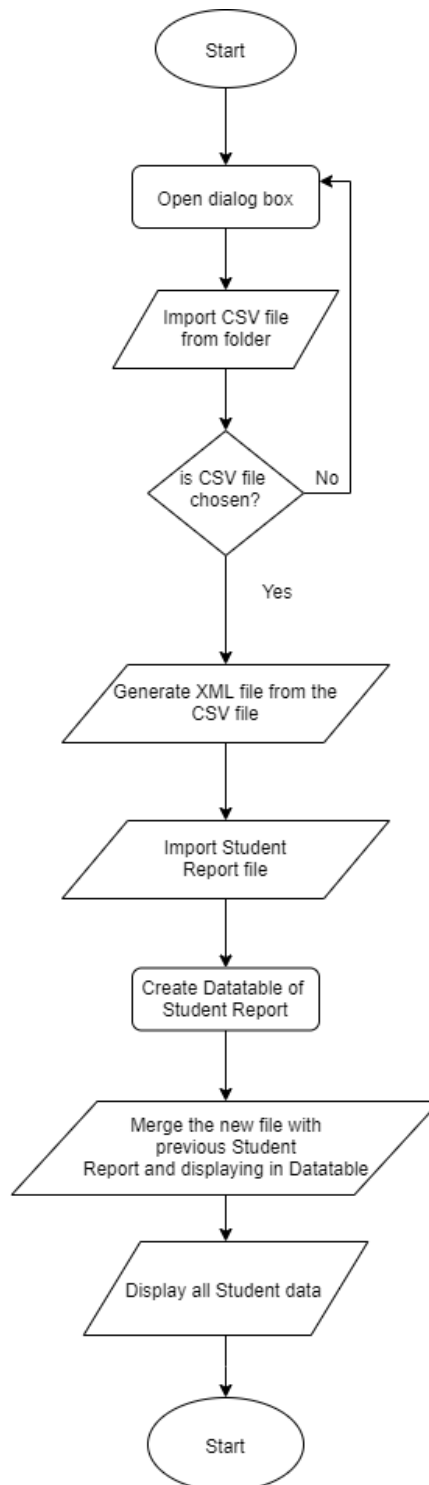 Start
Open dialog box
Import CSV file
from folder
is CSV file
chosen?
No
Yes
Generate XML file from the
CSV file
Import Student
Report file
Create Datatable of
Student Report
Merge the new file with
previous Student
Report and displaying in Datatable
Display all Student data
Start